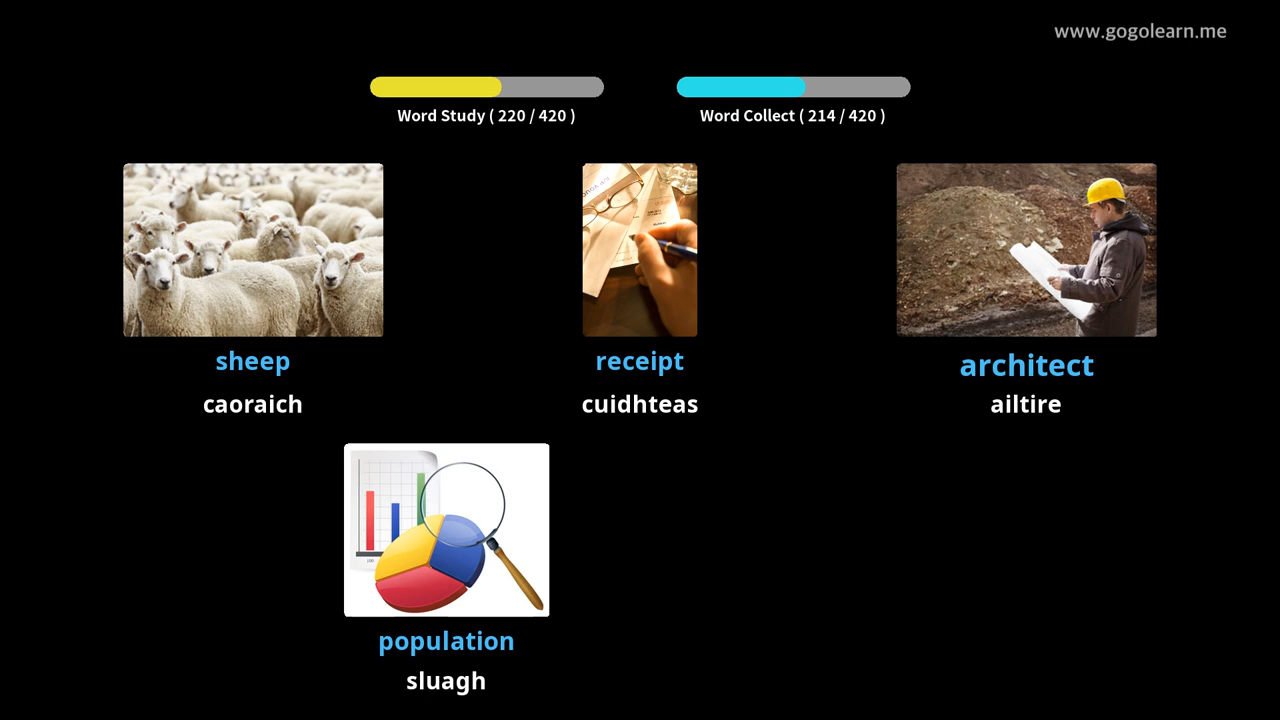 www.gogolearn.me
Word Study ( 220 / 420 )
Word Collect ( 214 / 420 )
sheep
caoraich
receipt
cuidhteas
architect
ailtire
population
sluagh